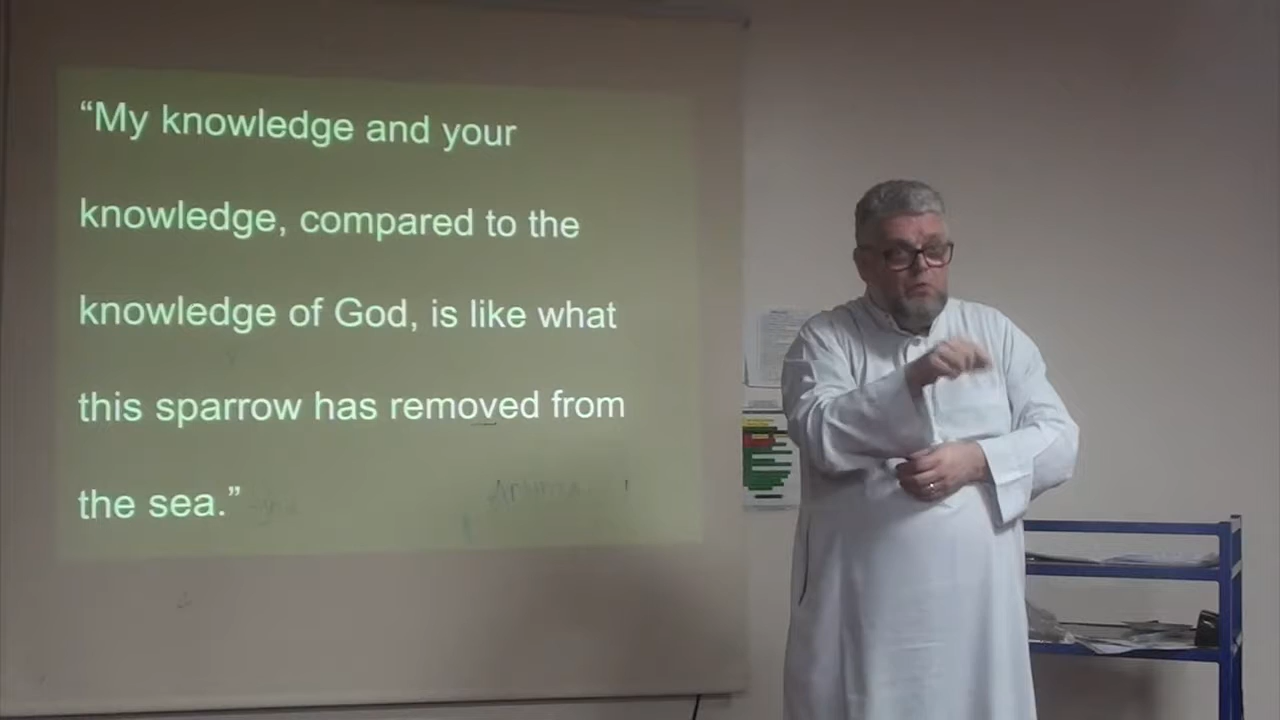 “My knowledge and your
knowledge, compared to the
knowledge of God, is like what
this sparrow has removed from
the sea.”